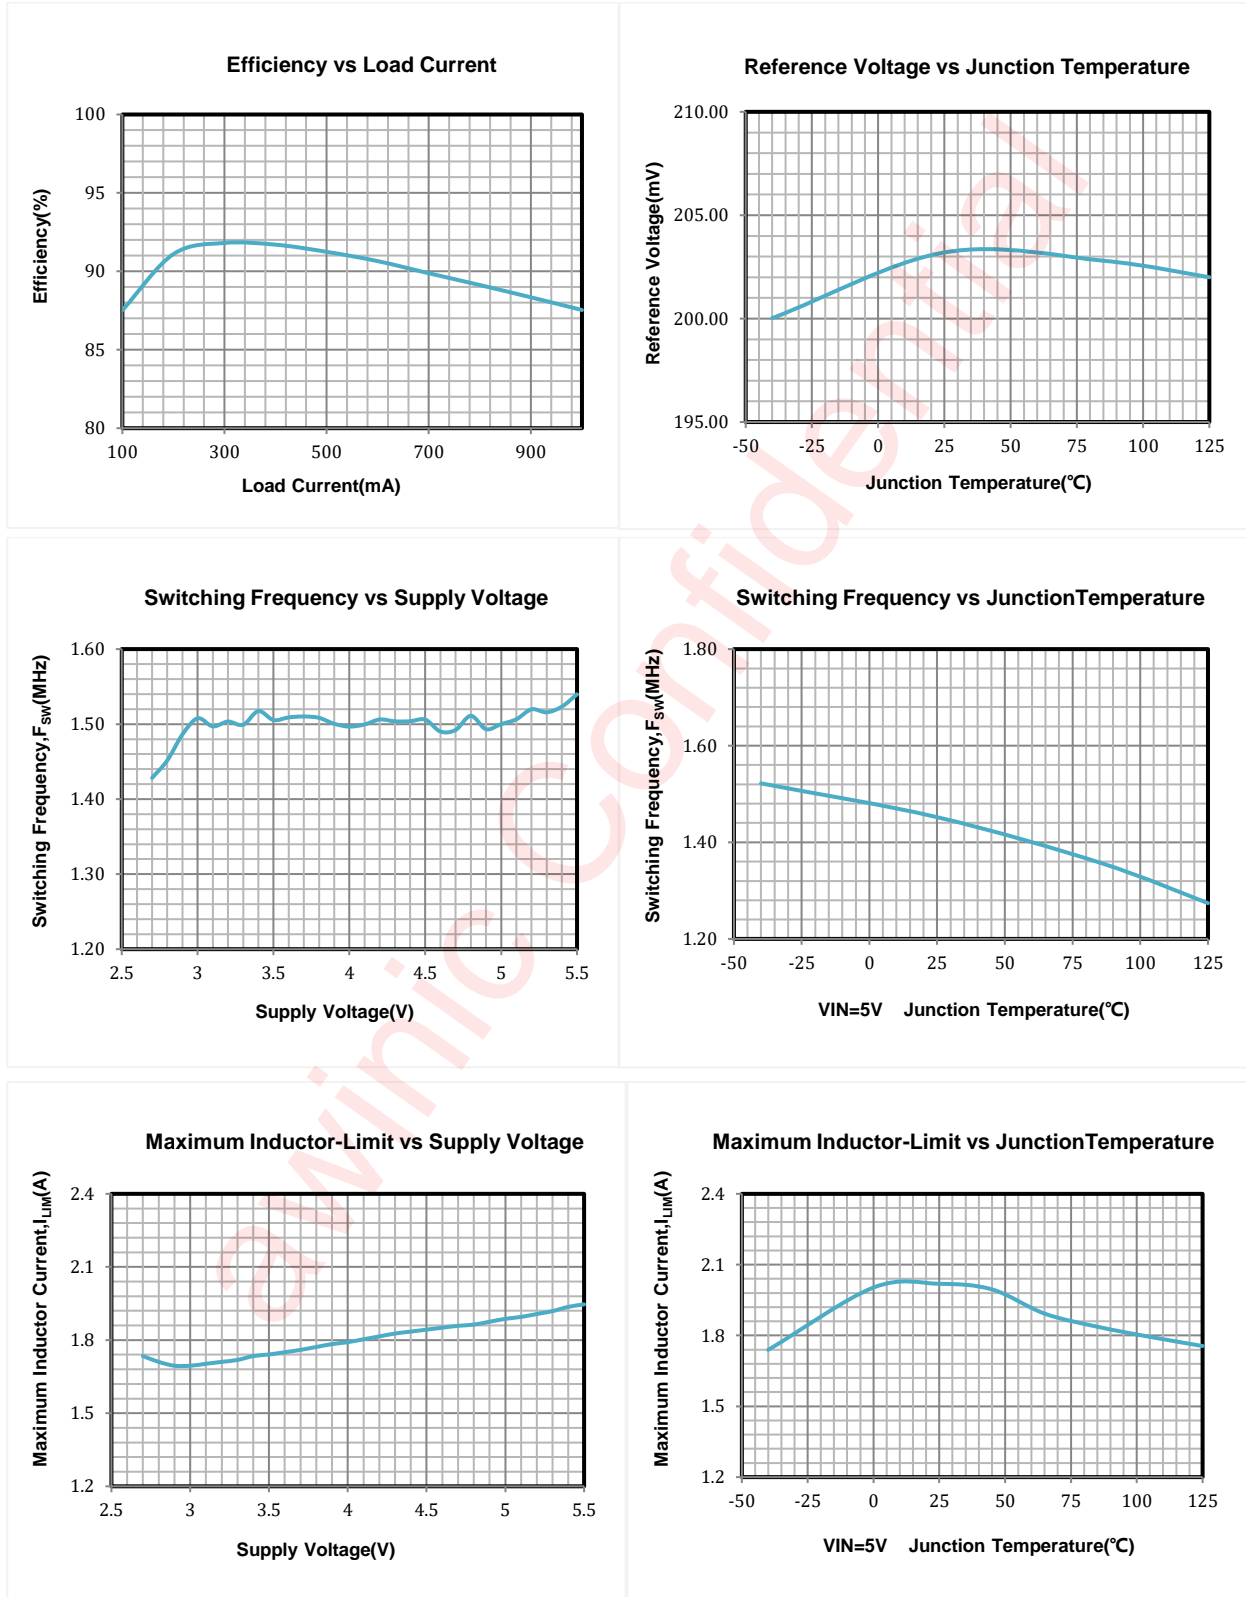 Efficiency vs Load Current
Efficiency(%)
100
95
90
85
80
100 300 500 700 900
Load Current(mA)
Reference Voltage vs Junction Temperature
Reference Voltage(mV)
210.00
205.00
200.00
195.00
-50 -25 0 25 50 75 100 125
Junction Temperature(℃)
Switching Frequency vs Supply Voltage
Switching Frequency,FSW(MHz)
1.60
1.50
1.40
1.30
1.20
2.5 3 3.5 4 4.5 5 5.5
Supply Voltage(V)
Switching Frequency vs JunctionTemperature
Switching Frequency,FSW(MHz)
1.80
1.60
1.40
1.20
-50 -25 0 25 50 75 100 125
VIN=5V Junction Temperature(℃)
Maximum Inductor-Limit vs Supply Voltage
Maximum Inductor Current,ILIM(A)
2.4
2.1
1.8
1.5
1.2
2.5 3 3.5 4 4.5 5 5.5
Supply Voltage(V)
Maximum Inductor-Limit vs JunctionTemperature
Maximum Inductor Current,ILIM(A)
2.4
2.1
1.8
1.5
1.2
-50 -25 0 25 50 75 100 125
VIN=5V Junction Temperature(℃)
awinic Confidential